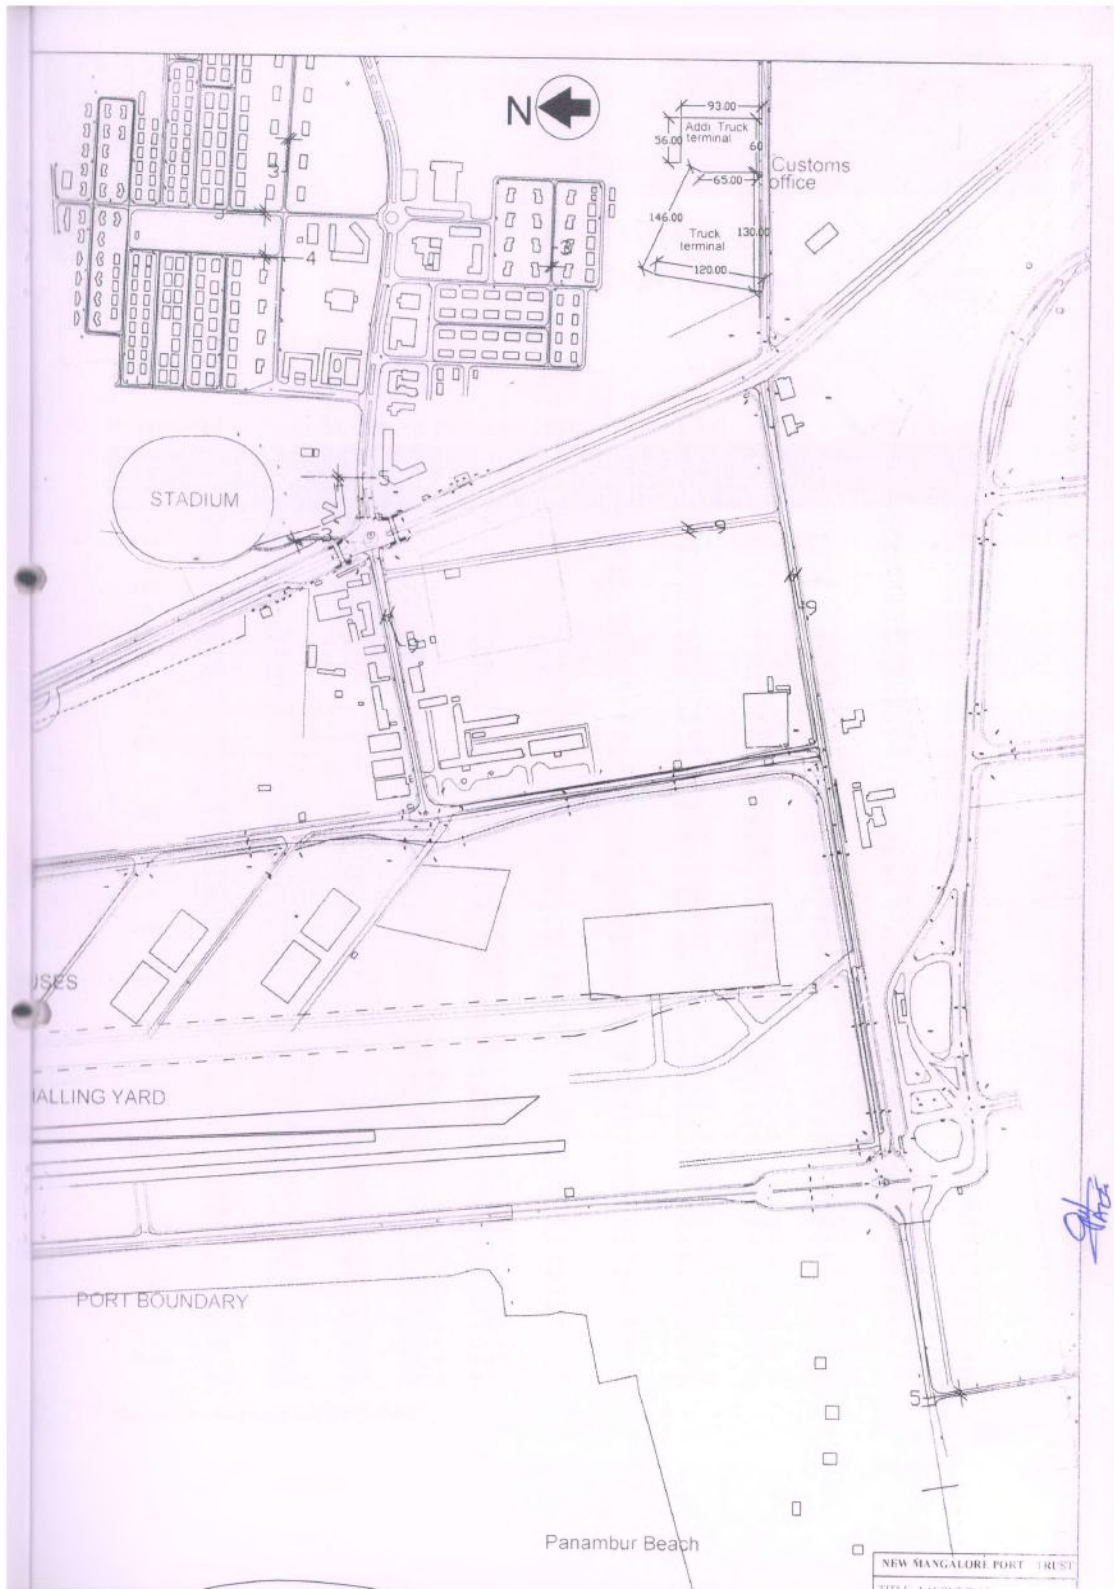 N
93.00
56.00
Addi Truck
terminal
60
65.00
Customs
office
146.00
Truck
terminal
130.00
120.00
3
3
4
3
5
STADIUM
3
9
9
9
USES
ALLING YARD
PORT BOUNDARY
5
Panambur Beach
NEW MANGALORE PORT TRUST